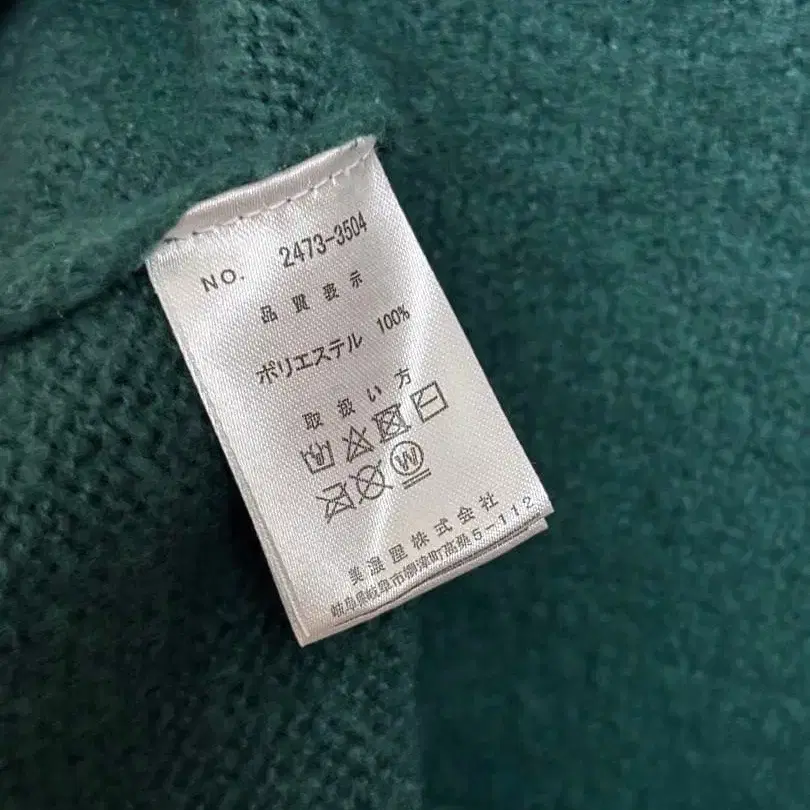 NO. 2473-3504
品質表示
ポリエステル 100%
取扱い方
W
美濃屋株式会社
岐阜県岐阜市柳津町高桑5-112